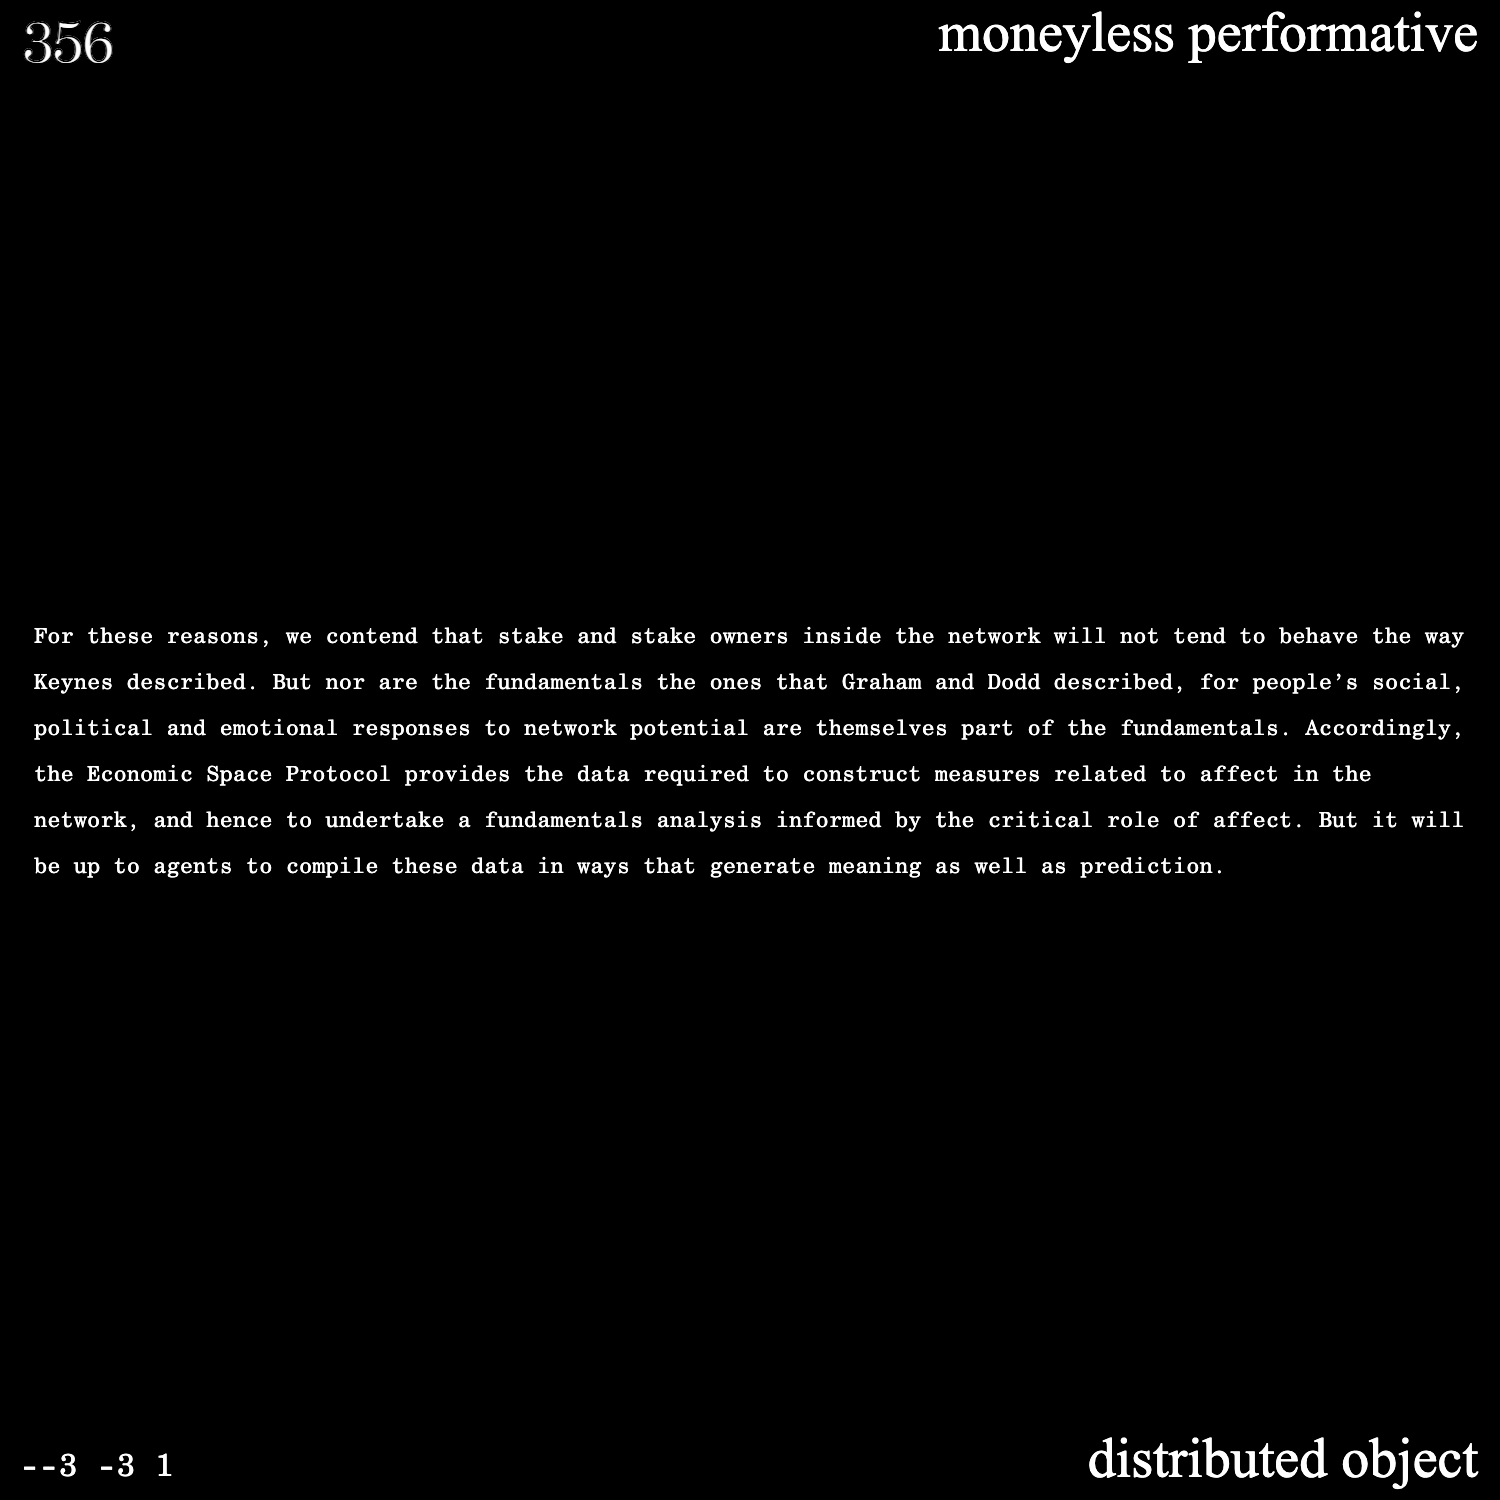 356
moneyless performative
For these reasons, we contend that stake and stake owners inside the network will not tend to behave the way
Keynes described. But nor are the fundamentals the ones that Graham and Dodd described, for people’s social,
political and emotional responses to network potential are themselves part of the fundamentals. Accordingly,
the Economic Space Protocol provides the data required to construct measures related to affect in the
network, and hence to undertake a fundamentals analysis informed by the critical role of affect. But it will
be up to agents to compile these data in ways that generate meaning as well as prediction.
--3 -3 1
distributed object